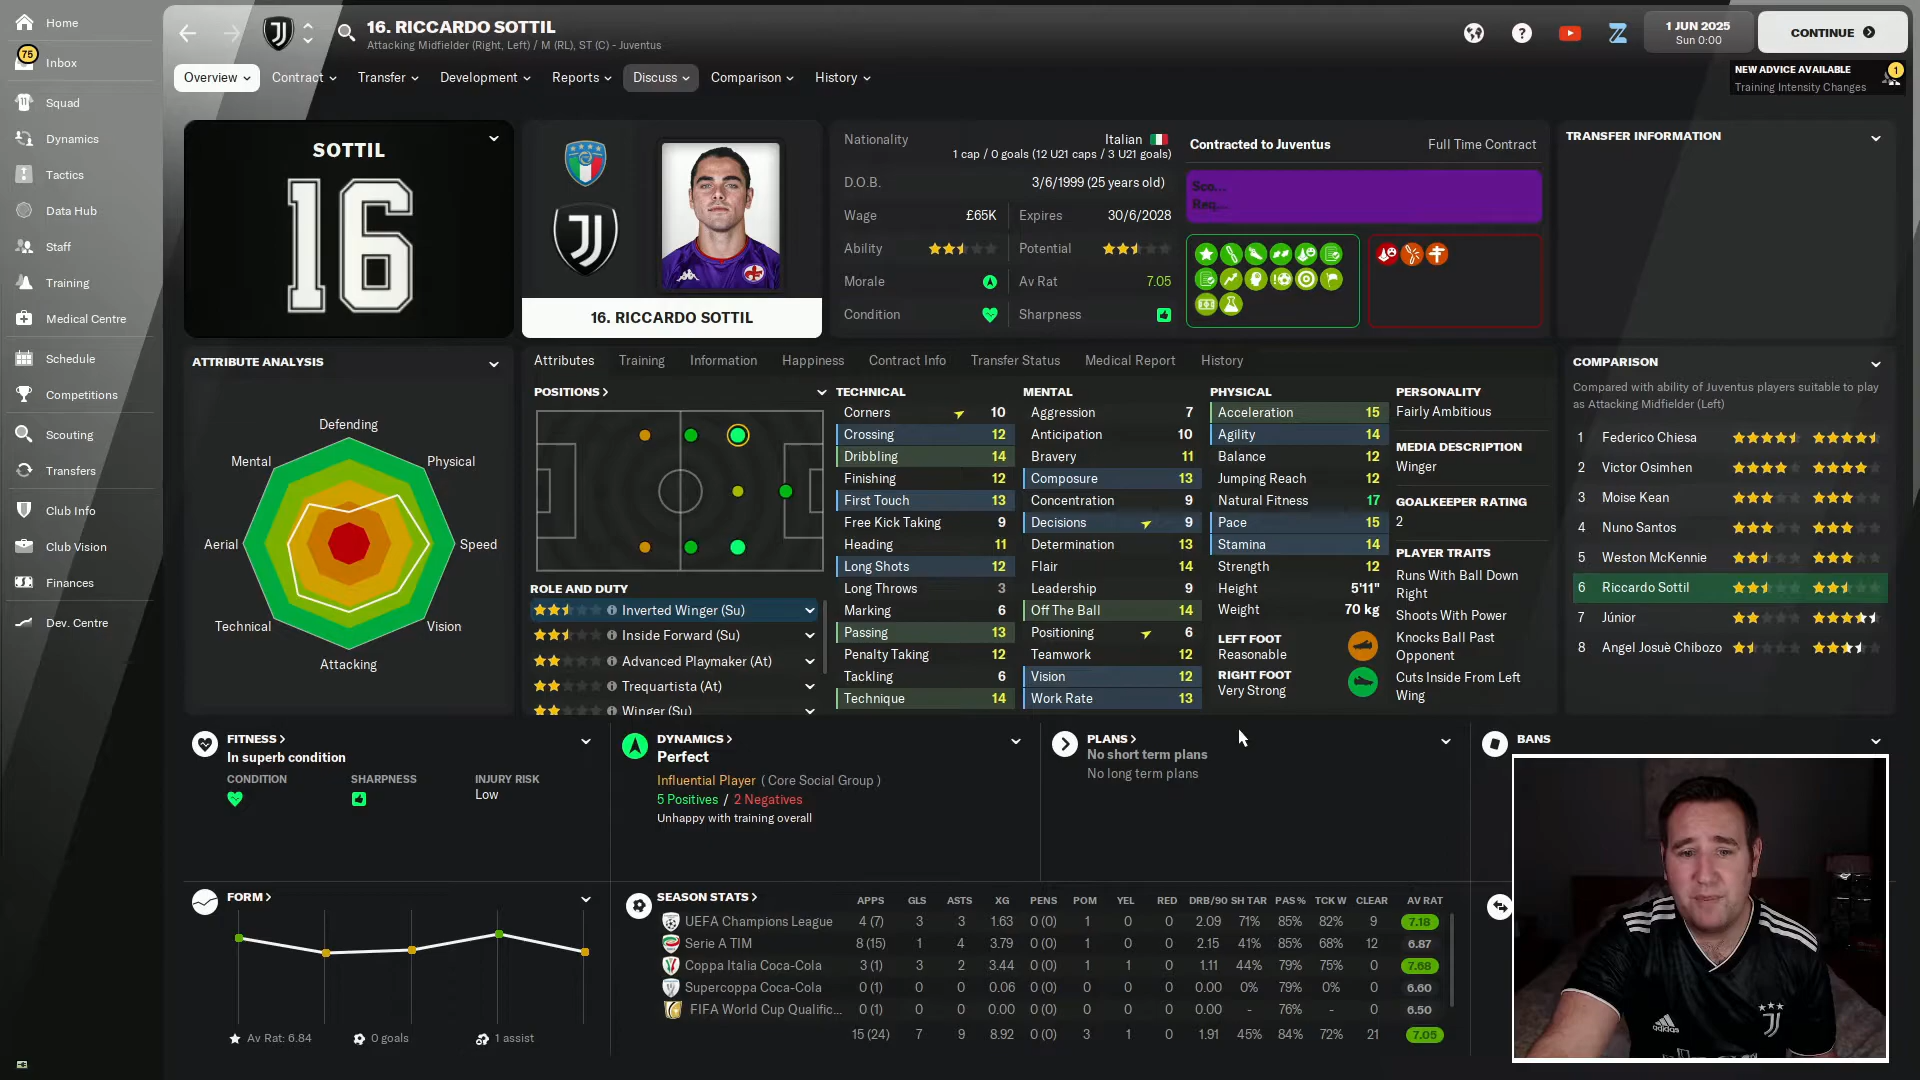 Home
75
Inbox
Squad
Dynamics
Tactics
Data Hub
Staff
Training
Medical Centre
Schedule
Competitions
Scouting
Transfers
Club Info
Club Vision
Finances
Dev. Centre
16. RICCARDO SOTTIL
Attacking Midfielder (Right, Left) / M (RL), ST (C) - Juventus
1 JUN 2025
Sun 0:00
CONTINUE
Overview
Contract
Transfer
Development
Reports
Discuss
Comparison
History
NEW ADVICE AVAILABLE
1
Training Intensity Changes
SOTTIL
16
16. RICCARDO SOTTIL
Nationality Italian
1 cap / 0 goals (12 U21 caps / 3 U21 goals)
D.O.B. 3/6/1999 (25 years old)
Wage £65K Expires 30/6/2028
Ability Potential
Morale Av Rat 7.05
Condition Sharpness
Contracted to Juventus Full Time Contract
Sco...
Req...
TRANSFER INFORMATION
ATTRIBUTE ANALYSIS
Defending
Mental Physical
Aerial Speed
Technical Vision
Attacking
Attributes Training Information Happiness Contract Info Transfer Status Medical Report History
POSITIONS >
ROLE AND DUTY
Inverted Winger (Su)
Inside Forward (Su)
Advanced Playmaker (At)
Trequartista (At)
Winger (Su)
TECHNICAL
Corners 10
Crossing 12
Dribbling 14
Finishing 12
First Touch 13
Free Kick Taking 9
Heading 11
Long Shots 12
Long Throws 3
Marking 6
Passing 13
Penalty Taking 12
Tackling 6
Technique 14
MENTAL
Aggression 7
Anticipation 10
Bravery 11
Composure 13
Concentration 9
Decisions 9
Determination 13
Flair 14
Leadership 9
Off The Ball 14
Positioning 6
Teamwork 12
Vision 12
Work Rate 13
PHYSICAL
Acceleration 15
Agility 14
Balance 12
Jumping Reach 12
Natural Fitness 17
Pace 15
Stamina 14
Strength 12
Height 5'11"
Weight 70 kg
LEFT FOOT
Reasonable
RIGHT FOOT
Very Strong
PERSONALITY
Fairly Ambitious
MEDIA DESCRIPTION
Winger
GOALKEEPER RATING
2
PLAYER TRAITS
Runs With Ball Down
Right
Shoots With Power
Knocks Ball Past
Opponent
Cuts Inside From Left
Wing
COMPARISON
Compared with ability of Juventus players suitable to play
as Attacking Midfielder (Left)
1 Federico Chiesa
2 Victor Osimhen
3 Moise Kean
4 Nuno Santos
5 Weston McKennie
6 Riccardo Sottil
7 Júnior
8 Angel Josuè Chibozo
FITNESS >
In superb condition
CONDITION SHARPNESS INJURY RISK
Low
DYNAMICS >
Perfect
Influential Player ( Core Social Group )
5 Positives / 2 Negatives
Unhappy with training overall
PLANS >
No short term plans
No long term plans
BANS
FORM >
Av Rat: 6.84 0 goals 1 assist
SEASON STATS > APPS GLS ASTS XG PENS POM YEL RED DRB/90 SH TAR PAS % TCK W CLEAR AV RAT
UEFA Champions League 4 (7) 3 3 1.63 0 (0) 1 0 0 2.09 71% 85% 82% 9 7.18
Serie A TIM 8 (15) 1 4 3.79 0 (0) 1 0 0 2.15 41% 85% 68% 12 6.87
Coppa Italia Coca-Cola 3 (1) 3 2 3.44 0 (0) 1 1 0 1.11 44% 79% 75% 0 7.68
Supercoppa Coca-Cola 0 (1) 0 0 0.06 0 (0) 0 0 0 0.00 0% 79% 0% 0 6.60
FIFA World Cup Qualific... 0 (1) 0 0 0.00 0 (0) 0 0 0 0.00 - 76% - 0 6.50
15 (24) 7 9 8.92 0 (0) 3 1 0 1.91 45% 84% 72% 21 7.05
adidas